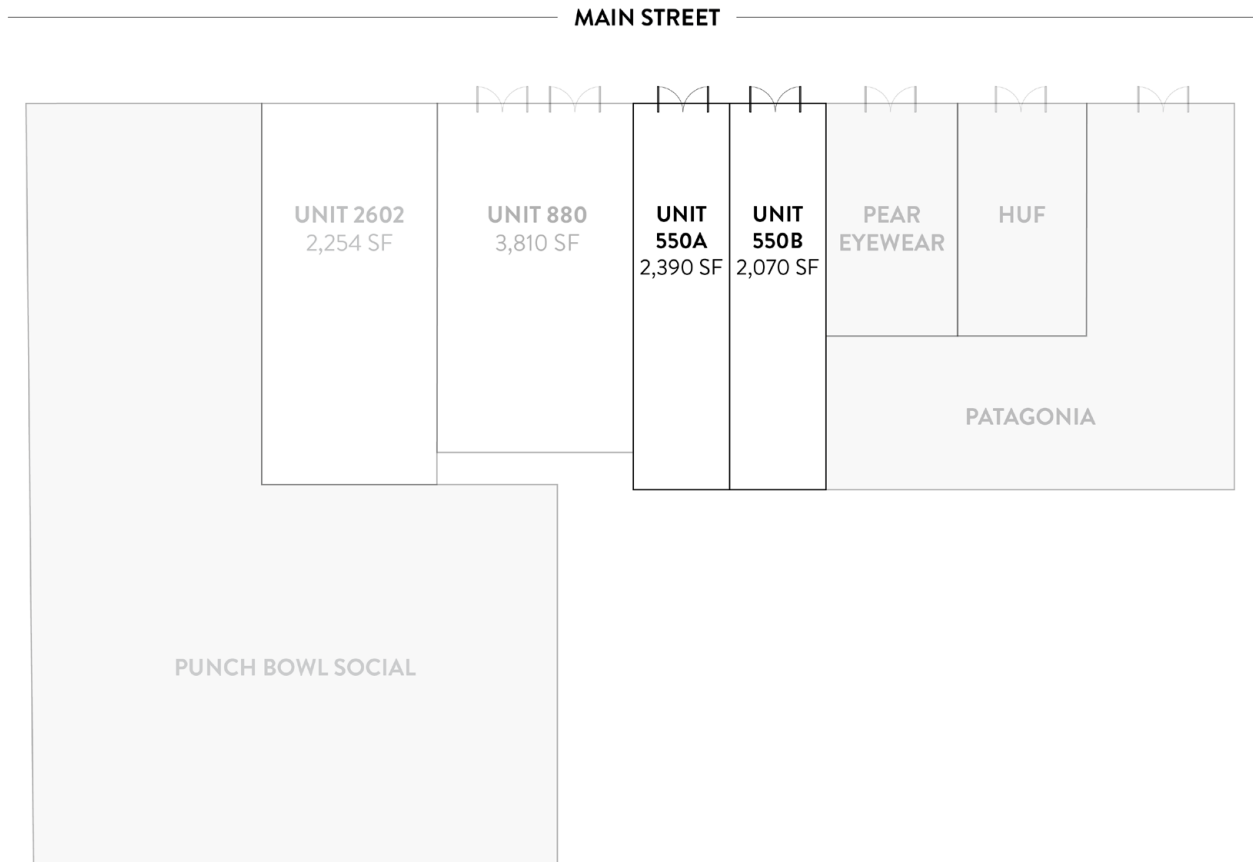 MAIN STREET
UNIT 2602
2,254 SF
UNIT 880
3,810 SF
UNIT
550A
2,390 SF
UNIT
550B
2,070 SF
PEAR
EYEWEAR
HUF
PATAGONIA
PUNCH BOWL SOCIAL